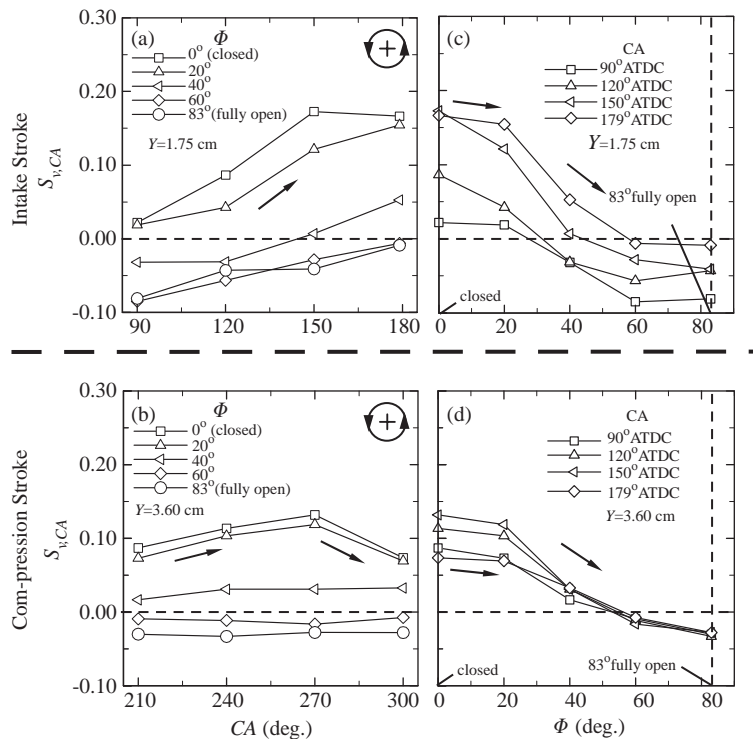 Intake Stroke
S_{v,CA}
0.30
0.20
0.10
0.00
-0.10
(a)
Φ
0° (closed)
20°
40°
60°
83° (fully open)
Y=1.75 cm
+
90
120
150
180
(c)
CA
90°ATDC
120°ATDC
150°ATDC
179°ATDC
Y=1.75 cm
83°fully open
closed
0
20
40
60
80
Com-pression Stroke
S_{v,CA}
0.30
0.20
0.10
0.00
-0.10
(b)
Φ
0° (closed)
20°
40°
60°
83° (fully open)
Y=3.60 cm
+
210
240
270
300
CA (deg.)
(d)
CA
90°ATDC
120°ATDC
150°ATDC
179°ATDC
Y=3.60 cm
closed
83°fully open
0
20
40
60
80
Φ (deg.)